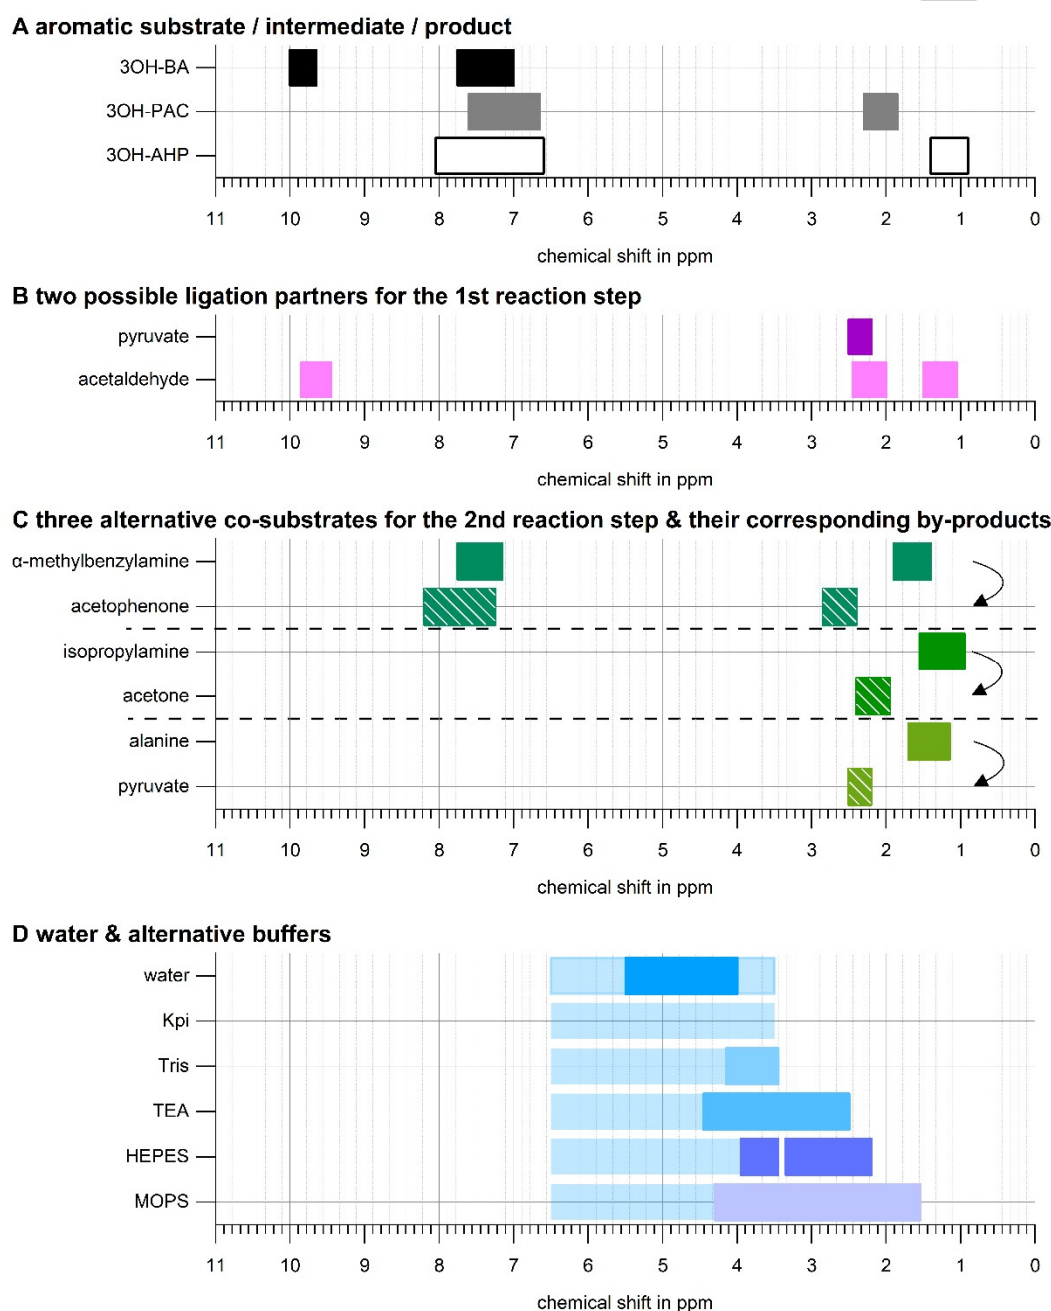 A aromatic substrate / intermediate / product
3OH-BA
3OH-PAC
3OH-AHP
11 10 9 8 7 6 5 4 3 2 1 0
chemical shift in ppm
B two possible ligation partners for the 1st reaction step
pyruvate
acetaldehyde
11 10 9 8 7 6 5 4 3 2 1 0
chemical shift in ppm
C three alternative co-substrates for the 2nd reaction step & their corresponding by-products
α-methylbenzylamine
acetophenone
isopropylamine
acetone
alanine
pyruvate
11 10 9 8 7 6 5 4 3 2 1 0
chemical shift in ppm
D water & alternative buffers
water
Kpi
Tris
TEA
HEPES
MOPS
11 10 9 8 7 6 5 4 3 2 1 0
chemical shift in ppm